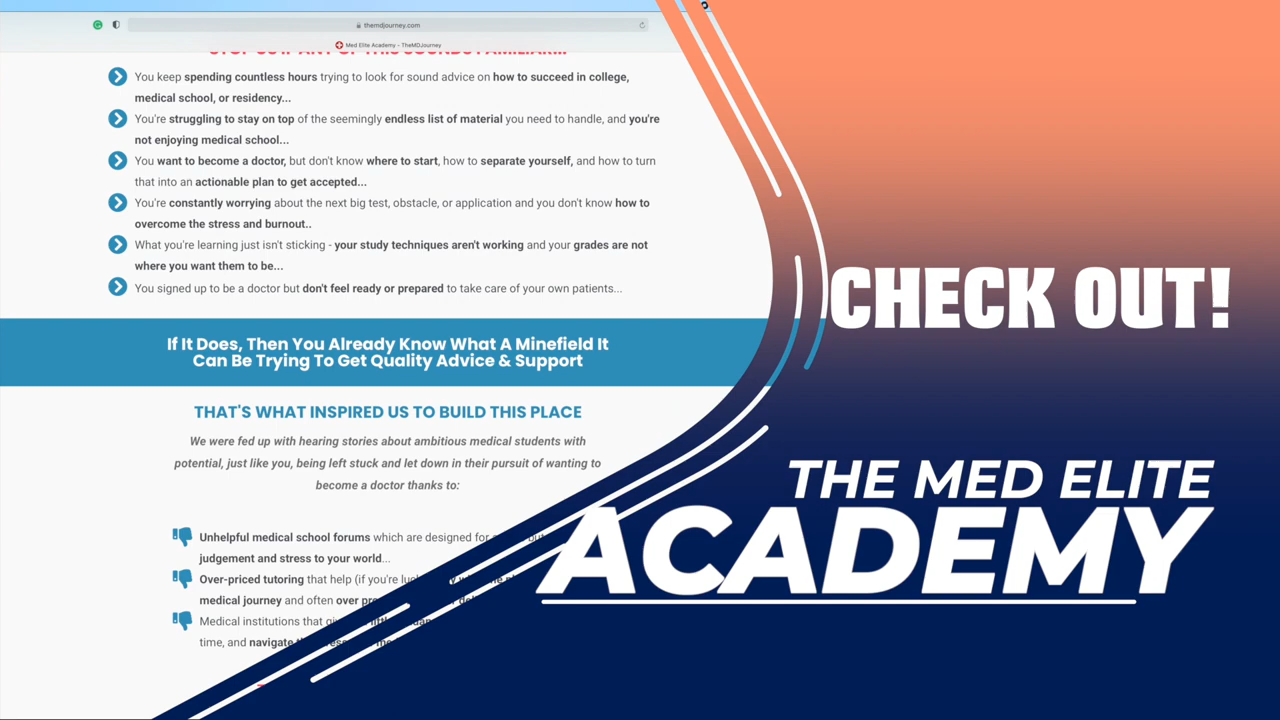 themdjourney.com
Med Elite Academy - TheMDJourney
You keep spending countless hours trying to look for sound advice on how to succeed in college,
medical school, or residency...
You're struggling to stay on top of the seemingly endless list of material you need to handle, and you're
not enjoying medical school...
You want to become a doctor, but don't know where to start, how to separate yourself, and how to turn
that into an actionable plan to get accepted...
You're constantly worrying about the next big test, obstacle, or application and you don't know how to
overcome the stress and burnout..
What you're learning just isn't sticking - your study techniques aren't working and your grades are not
where you want them to be...
You signed up to be a doctor but don't feel ready or prepared to take care of your own patients...
If It Does, Then You Already Know What A Minefield It
Can Be Trying To Get Quality Advice & Support
THAT'S WHAT INSPIRED US TO BUILD THIS PLACE
We were fed up with hearing stories about ambitious medical students with
potential, just like you, being left stuck and let down in their pursuit of wanting to
become a doctor thanks to:
Unhelpful medical school forums which are designed for
judgement and stress to your world...
Over-priced tutoring that help (if you're
medical journey and often over
Medical institutions that
time, and navigate
CHECK OUT!
THE MED ELITE
ACADEMY